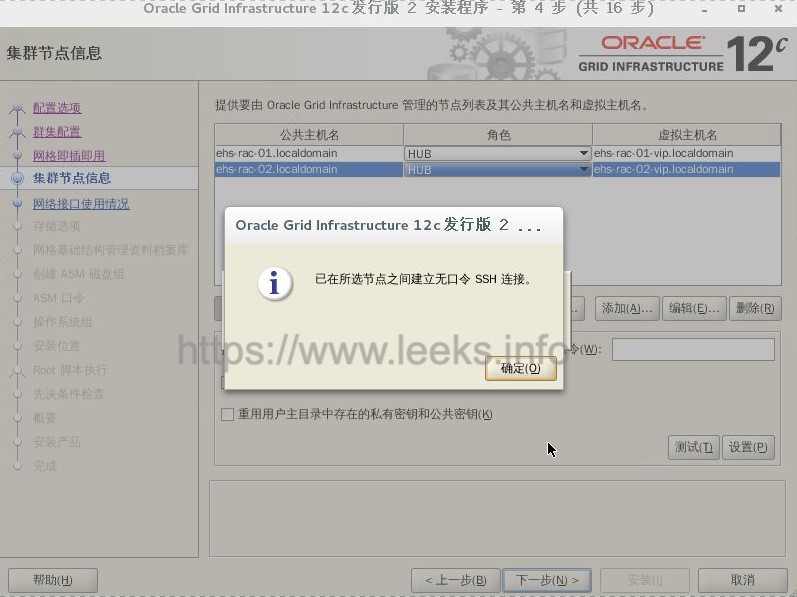 Oracle Grid Infrastructure 12c 发行版 2 安装程序 - 第 4 步 (共 16 步)
集群节点信息
ORACLE
GRID INFRASTRUCTURE
12c
配置选项
群集配置
网格即插即用
集群节点信息
网络接口使用情况
存储选项
网格基础结构管理资料档案库
创建 ASM 磁盘组
ASM 口令
操作系统组
安装位置
Root 脚本执行
先决条件检查
概要
安装产品
完成
提供要由 Oracle Grid Infrastructure 管理的节点列表及其公共主机名和虚拟主机名。
公共主机名 角色 虚拟主机名
ehs-rac-01.localdomain HUB ehs-rac-01-vip.localdomain
ehs-rac-02.localdomain HUB ehs-rac-02-vip.localdomain
Oracle Grid Infrastructure 12c 发行版 2 ...
已在所选节点之间建立无口令 SSH 连接。
确定(O)
添加(A)... 编辑(E)... 删除(R)
https://www.leeks.info
令(W):
重用用户主目录中存在的私有密钥和公共密钥(K)
测试(T) 设置(P)
帮助(H) < 上一步(B) 下一步(N) > 安装(I) 取消